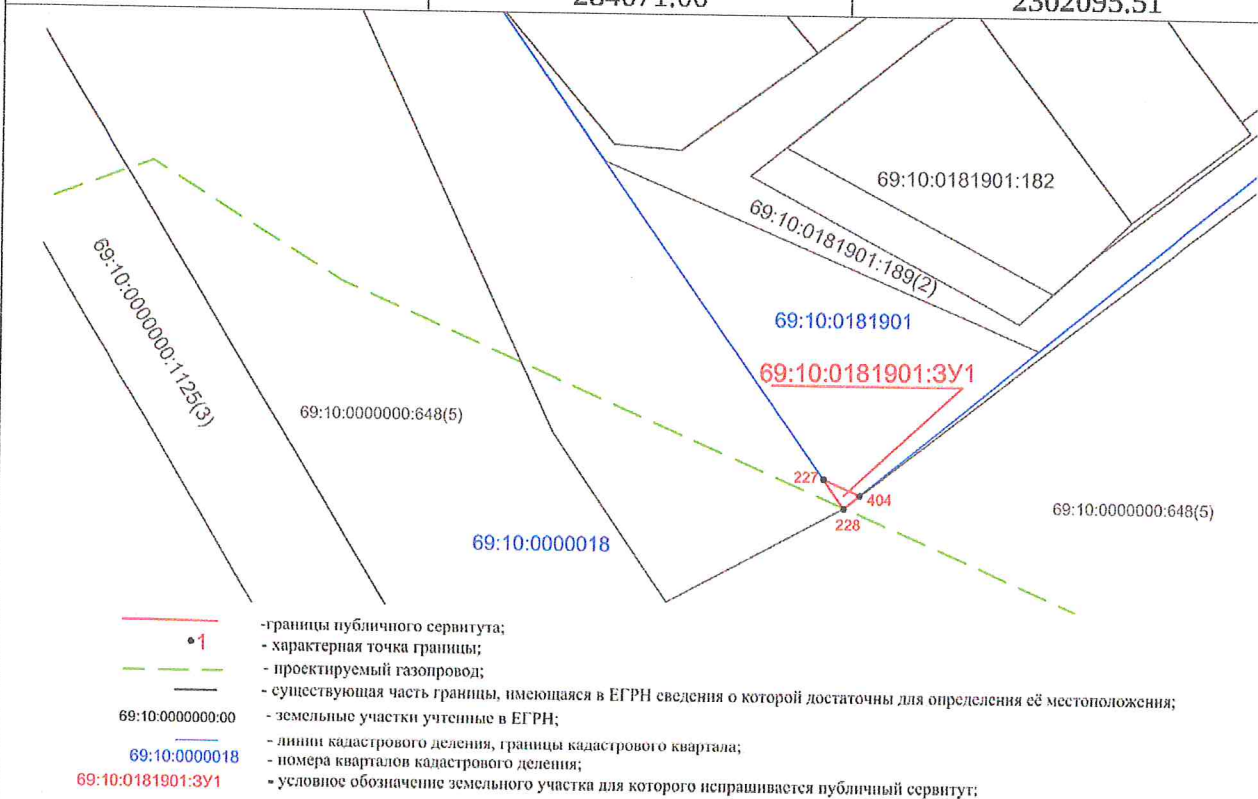 2302095.51
69:10:0181901:182
69:10:0181901:189(2)
69:10:0000000:1125(3)
69:10:0181901
69:10:0181901:ЗУ1
69:10:0000000:648(5)
227
404
228
69:10:0000000:648(5)
69:10:0000018
-границы публичного сервитута;
•1 - характерная точка границы;
- проектируемый газопровод;
- существующая часть границы, имеющаяся в ЕГРН сведения о которой достаточны для определения её местоположения;
69:10:0000000:00 - земельные участки учтенные в ЕГРН;
- линии кадастрового деления, границы кадастрового квартала;
69:10:0000018 - номера кварталов кадастрового деления;
69:10:0181901:ЗУ1 - условное обозначение земельного участка для которого испрашивается публичный сервитут;